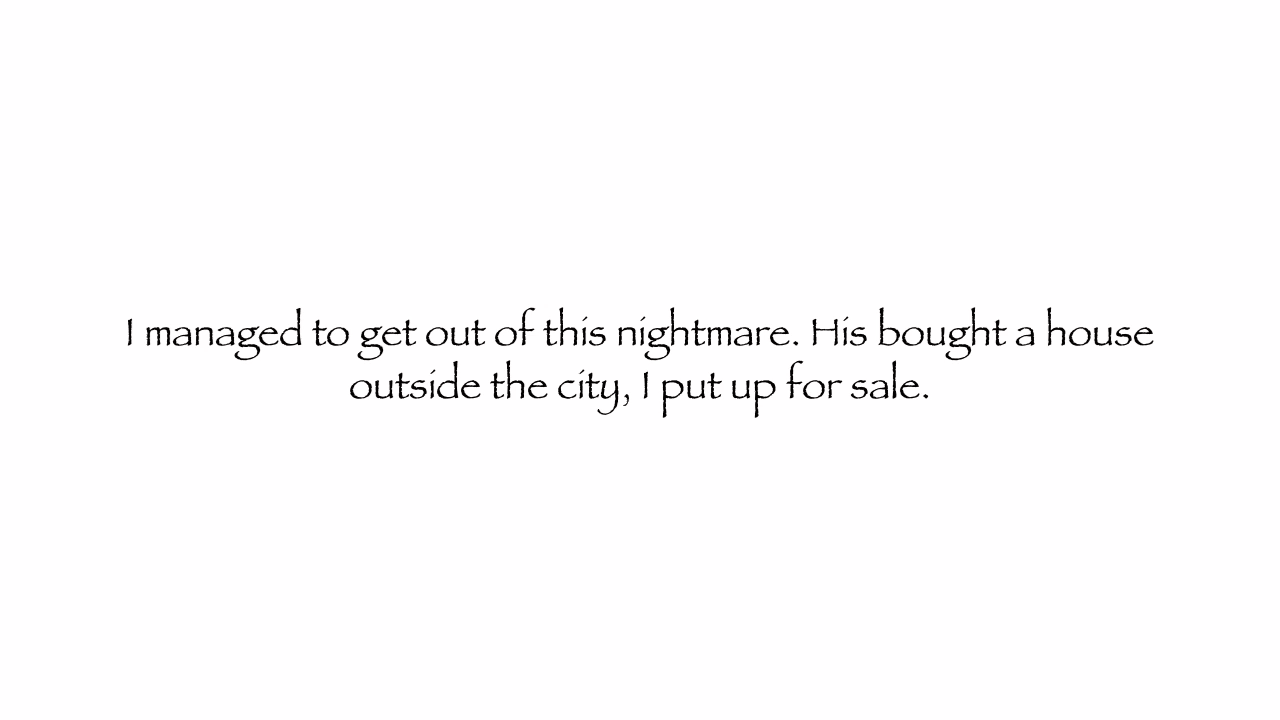 I managed to get out of this nightmare. His bought a house
outside the city, I put up for sale.